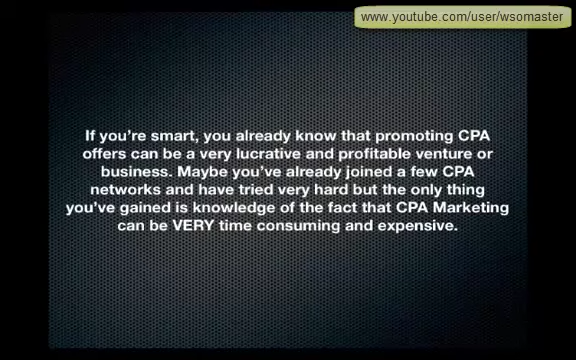 www.youtube.com/user/wsomaster
If you're smart, you already know that promoting CPA
offers can be a very lucrative and profitable venture or
business. Maybe you've already joined a few CPA
networks and have tried very hard but the only thing
you've gained is knowledge of the fact that CPA Marketing
can be VERY time consuming and expensive.